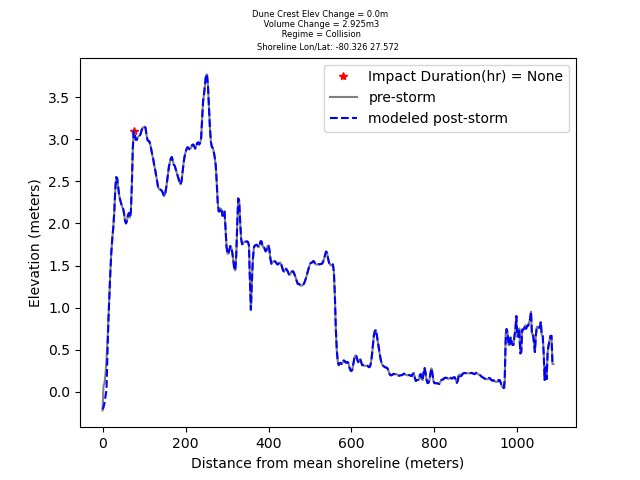 Dune Crest Elev Change = 0.0m
Volume Change = 2.925m3
Regime = Collision
Shoreline Lon/Lat: -80.326 27.572
Impact Duration(hr) = None
pre-storm
modeled post-storm
Elevation (meters)
3.5
3.0
2.5
2.0
1.5
1.0
0.5
0.0
0
200
400
600
800
1000
Distance from mean shoreline (meters)